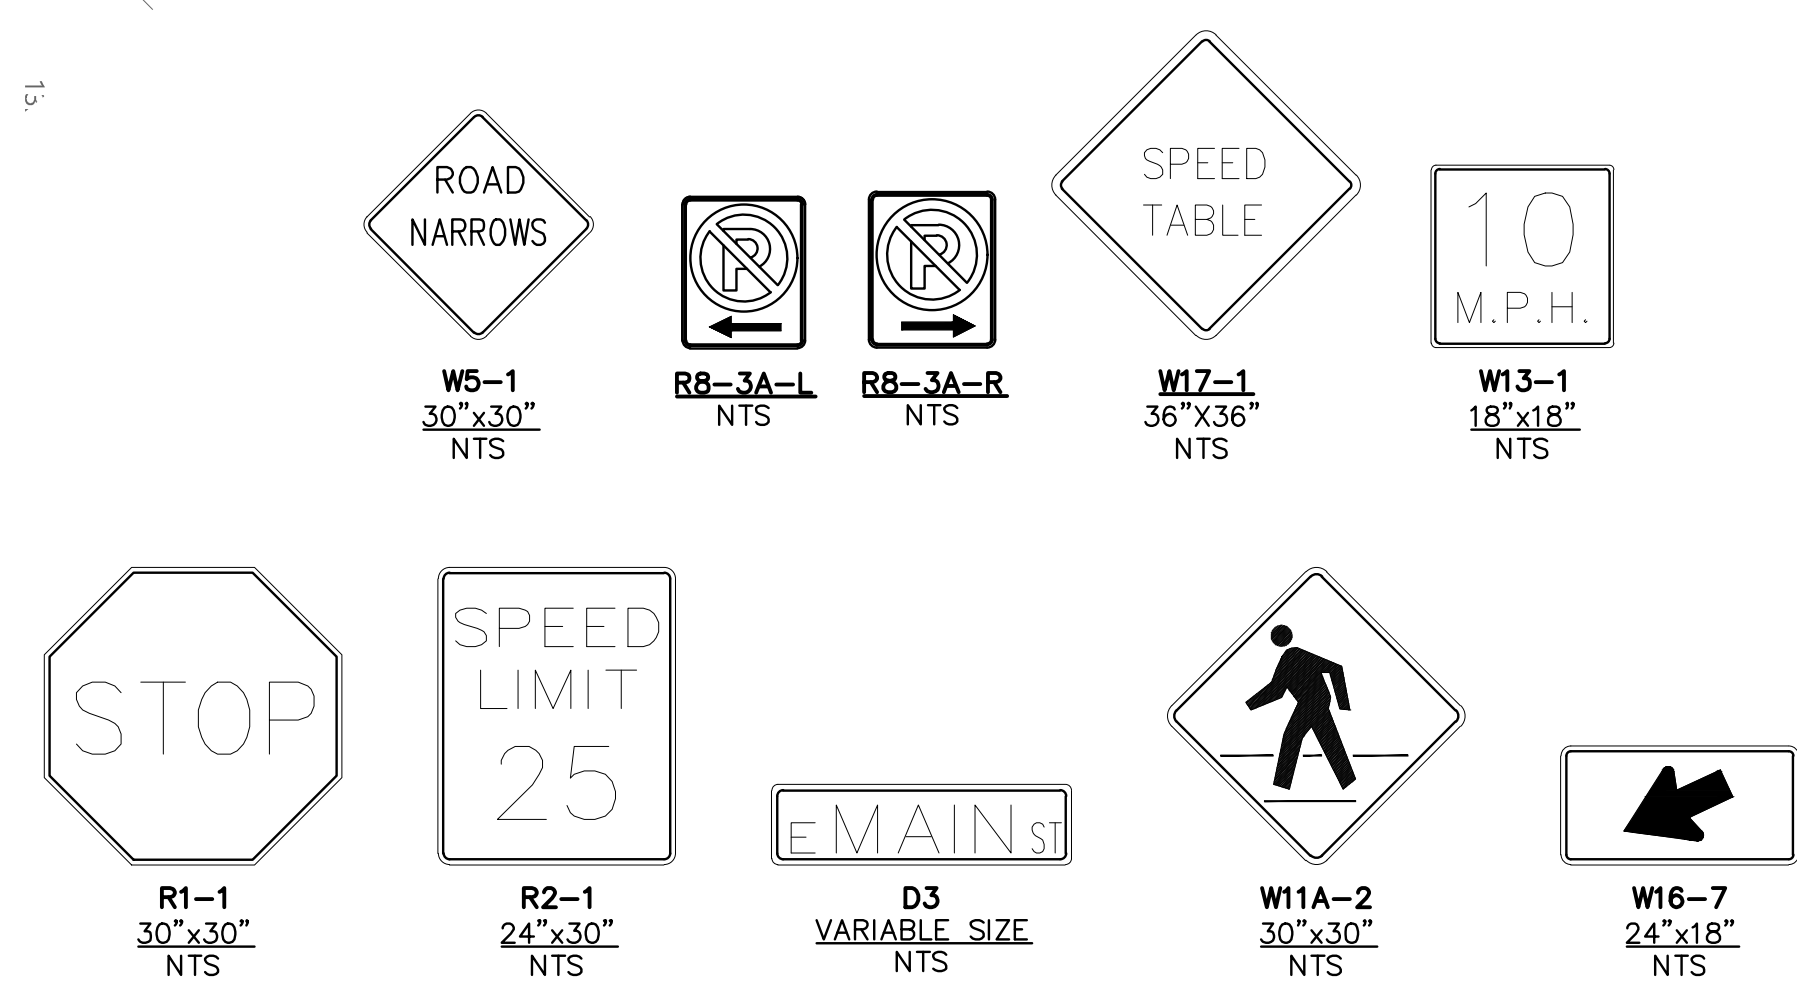 ROAD
NARROWS
W5-1
30"x30"
NTS
P
R8-3A-L
NTS
P
R8-3A-R
NTS
SPEED
TABLE
W17-1
36"X36"
NTS
10
M.P.H.
W13-1
18"x18"
NTS
STOP
R1-1
30"x30"
NTS
SPEED
LIMIT
25
R2-1
24"x30"
NTS
E MAIN ST
D3
VARIABLE SIZE
NTS
W11A-2
30"x30"
NTS
W16-7
24"x18"
NTS